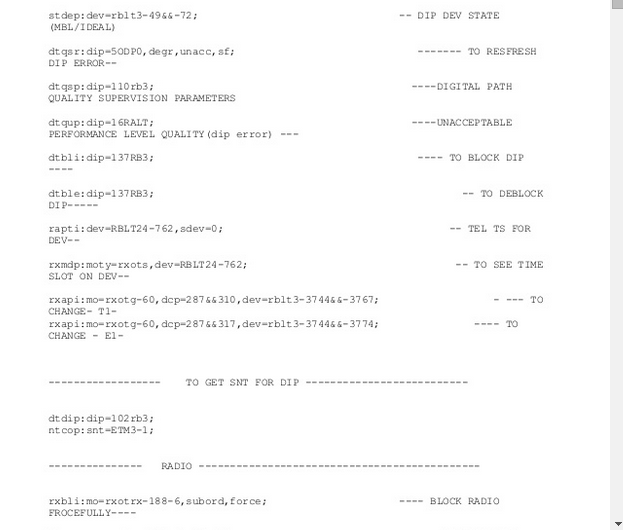 stdep:dev=rblt3-49&&-72; -- DIP DEV STATE
(MBL/IDEAL)
dtqsr:dip=5ODP0,degr,unacc,sf; ------- TO RESFRESH
DIP ERROR--
dtqsp:dip=110rb3; ----DIGITAL PATH
QUALITY SUPERVISION PARAMETERS
dtqup:dip=16RALT; ----UNACCEPTABLE
PERFORMANCE LEVEL QUALITY(dip error) ---
dtbli:dip=137RB3; ---- TO BLOCK DIP
----
dtble:dip=137RB3; -- TO DEBLOCK
DIP-----
rapti:dev=RBLT24-762,sdev=0; -- TEL TS FOR
DEV--
rxmdp:moty=rxots,dev=RBLT24-762; -- TO SEE TIME
SLOT ON DEV--
rxapi:mo=rxotg-60,dcp=287&&310,dev=rblt3-3744&&-3767; - --- TO
CHANGE- T1-
rxapi:mo=rxotg-60,dcp=287&&317,dev=rblt3-3744&&-3774; ---- TO
CHANGE - E1-
------------------ TO GET SNT FOR DIP --------------------------
dtdip:dip=102rb3;
ntcop:snt=ETM3-1;
--------------- RADIO ---------------------------------------------
rxbli:mo=rxotrx-188-6,subord,force; ---- BLOCK RADIO
FROCEFULLY----